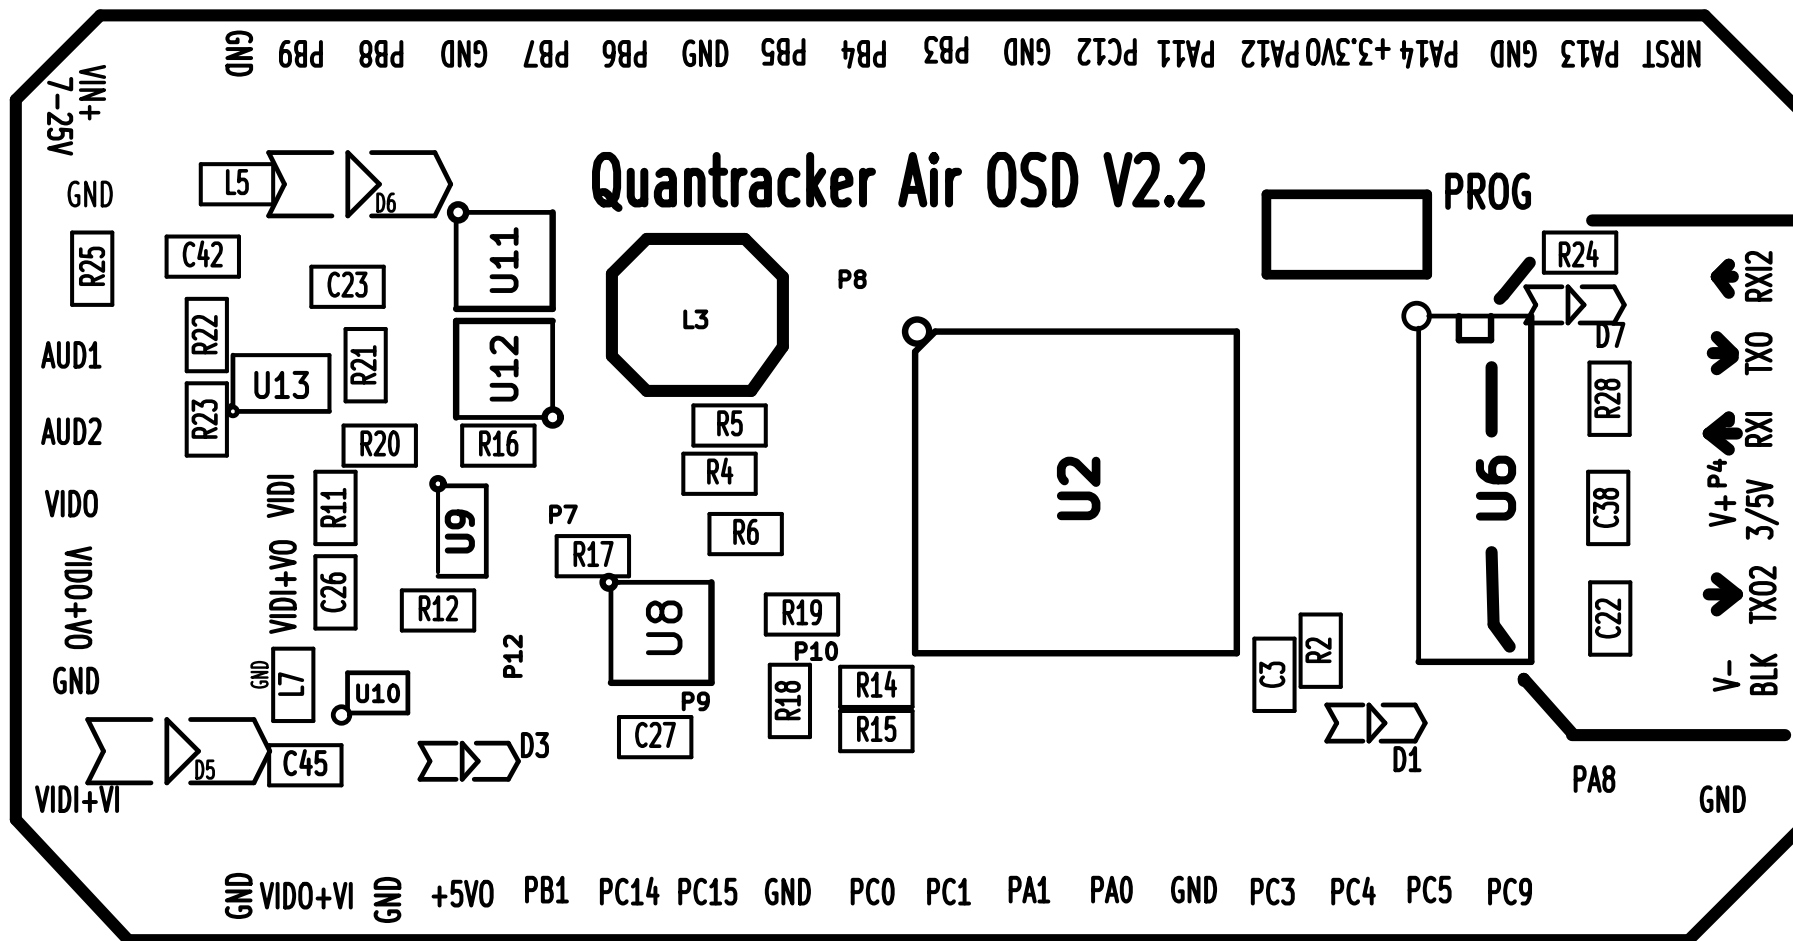 GND
PB9
PB8
GND
PB7
PB6
GND
PB5
PB4
PB3
GND
PC12
PA11
PA12
+3.3VO
PA14
GND
PA13
NRST
VIN+
7-25V
GND
L5
D6
Quantracker Air OSD V2.2
PROG
R25
C42
C23
U11
P8
R24
RXI2
R22
R21
U12
L3
D7
TXO
AUD1
U13
R23
R5
R28
RXI
AUD2
R20
R16
R4
U2
U6
P4
VIDO
VIDI
R11
U9
P7
R6
C38
V+
3/5V
R17
VIDO+VO
VIDI+VO
C26
R12
U8
R19
C22
TXO2
P12
P10
R2
GND
GND
L7
U10
P9
R18
R14
C3
V-
BLK
R15
C27
D5
C45
D3
D1
PA8
VIDI+VI
GND
GND
VIDO+VI
GND
+5VO
PB1
PC14
PC15
GND
PC0
PC1
PA1
PA0
GND
PC3
PC4
PC5
PC9